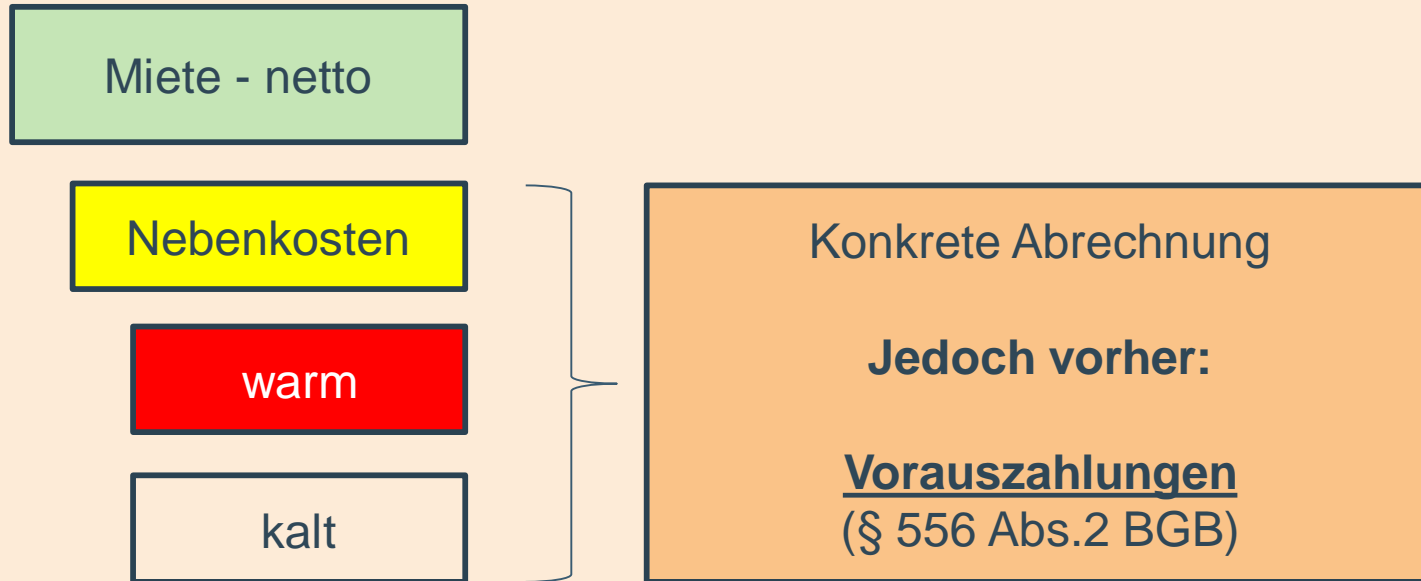 Miete - netto
Nebenkosten
warm
kalt
Konkrete Abrechnung
Jedoch vorher:
Vorauszahlungen
(§ 556 Abs.2 BGB)